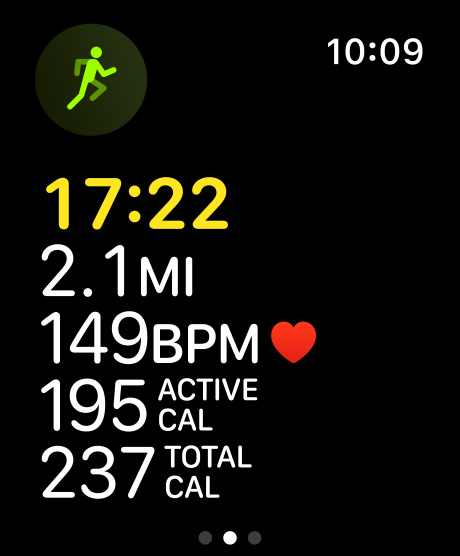 10:09
17:22
2.1MI
149BPM
195 ACTIVE
CAL
237 TOTAL
CAL